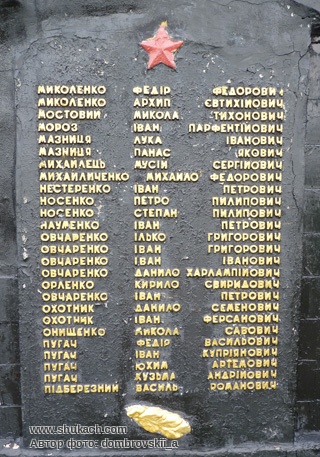 МИКОЛЕНКО ФЕДІР ФЕДОРОВИЧ
МИКОЛЕНКО АРХИП ЄВТИХІЙОВИЧ
МОСТОВИЙ МИКОЛА ТИХОНОВИЧ
МОРОЗ ІВАН ПАРФЕНТІЙОВИЧ
МАЗНИЦЯ ЛУКА ІВАНОВИЧ
МАЗНИЦЯ ПАНАС ЯКОВИЧ
МИХАЙЛЕЦЬ МУСІЙ СЕРГІЙОВИЧ
МИХАЙЛИЧЕНКО МИХАЙЛО ФЕДОРОВИЧ
НЕСТЕРЕНКО ІВАН ПЕТРОВИЧ
НОСЕНКО ПЕТРО ПИЛИПОВИЧ
НОСЕНКО СТЕПАН ПИЛИПОВИЧ
НАУМЕНКО ІВАН ПЕТРОВИЧ
ОВЧАРЕНКО ІЛЬКО ГРИГОРОВИЧ
ОВЧАРЕНКО ІВАН ГРИГОРОВИЧ
ОВЧАРЕНКО ІВАН ІВАНОВИЧ
ОВЧАРЕНКО ДАНИЛО ХАРЛАМПІЙОВИЧ
ОРЛЕНКО КИРИЛО СВИРИДОВИЧ
ОВЧАРЕНКО ІВАН ПЕТРОВИЧ
ОХОТНИК ДАНИЛО СЕМЕНОВИЧ
ОХОТНИК ІВАН ФЕРСАНОВИЧ
ОНИЩЕНКО МИКОЛА САВОВИЧ
ПУГАЧ ФЕДІР ВАСИЛЬОВИЧ
ПУГАЧ ІВАН КУПРІЯНОВИЧ
ПУГАЧ ЮХИМ АРТЕМОВИЧ
ПУГАЧ КУЗЬМА АНДРІЙОВИЧ
ПІДБЕРЕЗНИЙ ВАСИЛЬ РОМАНОВИЧ
www.shukach.com
Автор фото: dombrovskii_a